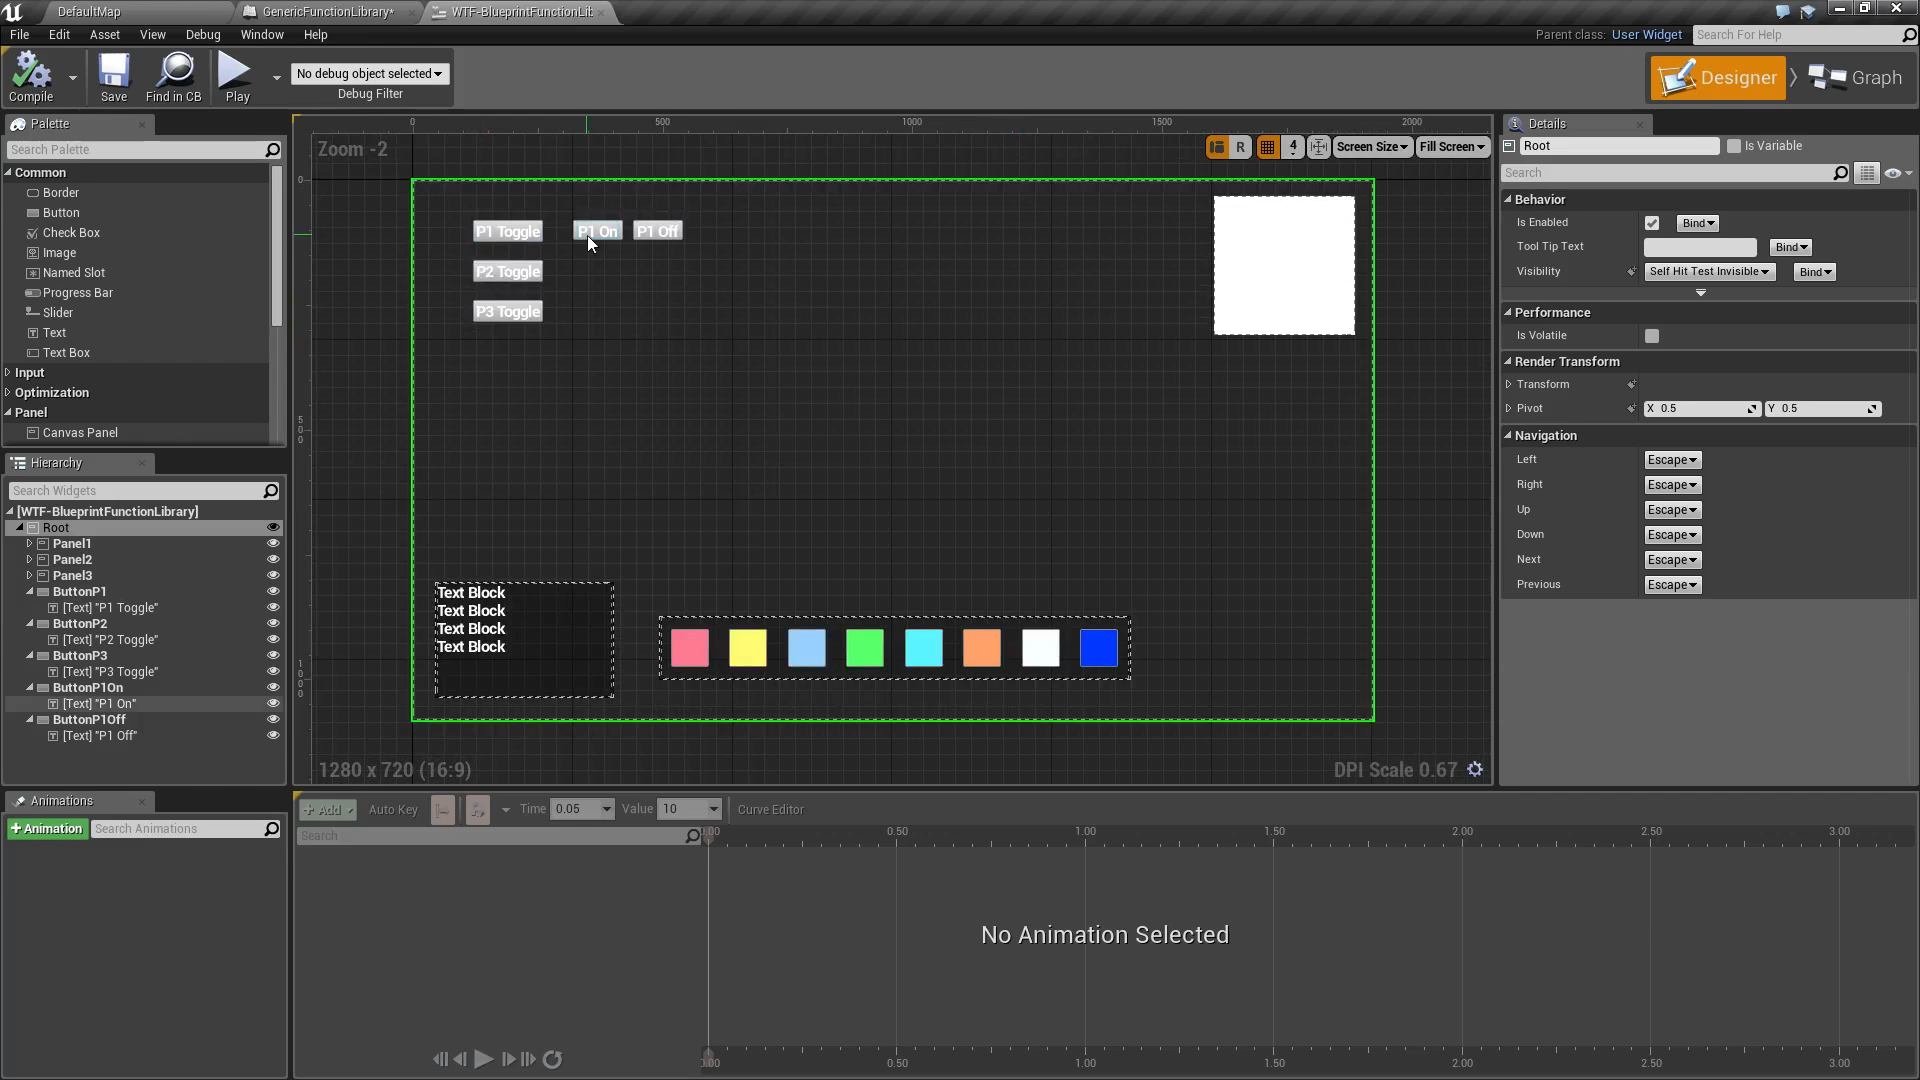 DefaultMap
GenericFunctionLibrary*
WTF-BlueprintFunctionLib
File Edit Asset View Debug Window Help
Parent class: User Widget
Search For Help
Compile
Save
Find in CB
Play
No debug object selected
Debug Filter
Designer
Graph
Palette
Search Palette
Common
Border
Button
Check Box
Image
Named Slot
Progress Bar
Slider
Text
Text Box
Input
Optimization
Panel
Canvas Panel
Hierarchy
Search Widgets
[WTF-BlueprintFunctionLibrary]
Root
Panel1
Panel2
Panel3
ButtonP1
[Text] "P1 Toggle"
ButtonP2
[Text] "P2 Toggle"
ButtonP3
[Text] "P3 Toggle"
ButtonP1On
[Text] "P1 On"
ButtonP1Off
[Text] "P1 Off"
0 500 1000 1500 2000
Zoom -2
R
4
Screen Size
Fill Screen
0
500
1000
P1 Toggle P1 On P1 Off
P2 Toggle
P3 Toggle
Text Block
Text Block
Text Block
Text Block
1280 x 720 (16:9)
DPI Scale 0.67
Details
Root
Is Variable
Search
Behavior
Is Enabled Bind
Tool Tip Text Bind
Visibility Self Hit Test Invisible Bind
Performance
Is Volatile
Render Transform
Transform
Pivot X 0.5 Y 0.5
Navigation
Left Escape
Right Escape
Up Escape
Down Escape
Next Escape
Previous Escape
Animations
+Animation
Search Animations
+ Add
Auto Key
Time 0.05
Value 10
Curve Editor
Search
0.50 1.00 1.50 2.00 2.50 3.00
No Animation Selected
0.50 1.00 1.50 2.00 2.50 3.00